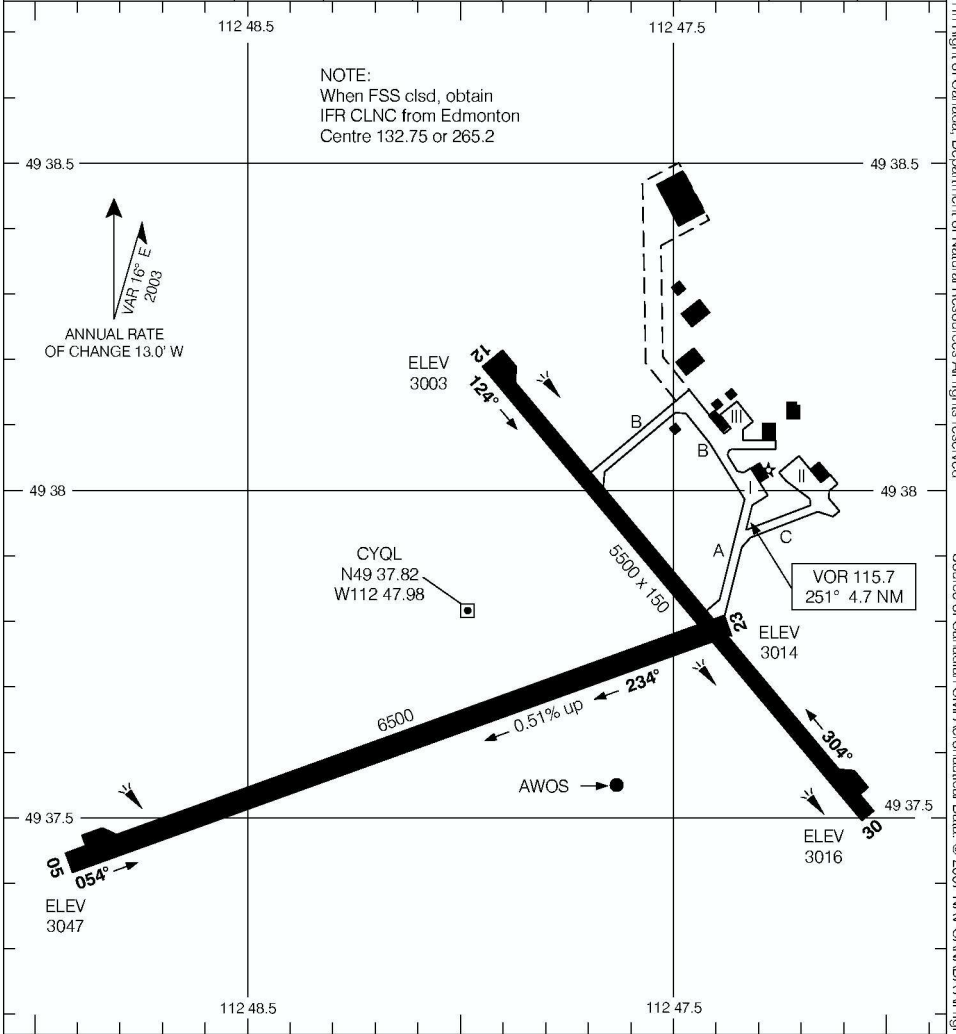 112 48.5
112 47.5
NOTE:
When FSS clsd, obtain
IFR CLNC from Edmonton
Centre 132.75 or 265.2
49 38.5
49 38.5
VAR 16° E
2003
ANNUAL RATE
OF CHANGE 13.0' W
ELEV
3003
12
124°
B
B
III
II
I
49 38
49 38
A
C
5500 x 150
CYQL
N49 37.82
W112 47.98
VOR 115.7
251° 4.7 NM
23
ELEV
3014
234°
0.51% up
6500
304°
AWOS
49 37.5
49 37.5
30
ELEV
3016
05
054°
ELEV
3047
112 48.5
112 47.5